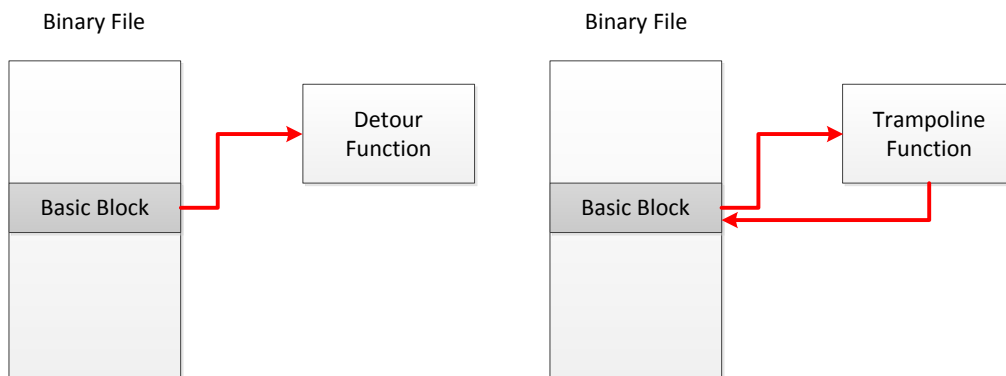 Binary File
Detour
Function
Basic Block
Binary File
Trampoline
Function
Basic Block